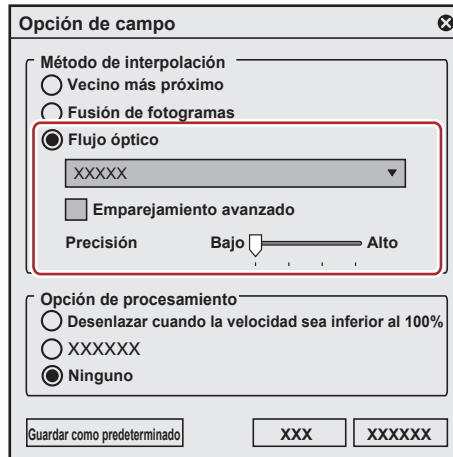 Opción de campo
Método de interpolación
Vecino más próximo
Fusión de fotogramas
Flujo óptico
XXXXX
Emparejamiento avanzado
Precisión Bajo Alto
Opción de procesamiento
Desenlazar cuando la velocidad sea inferior al 100%
XXXXXX
Ninguno
Guardar como predeterminado XXX XXXXXX